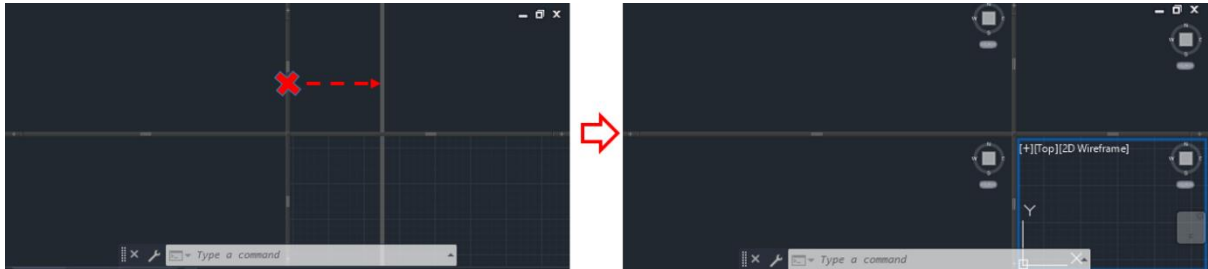 Type a command
[+][Top][2D Wireframe]
Y
X
Type a command